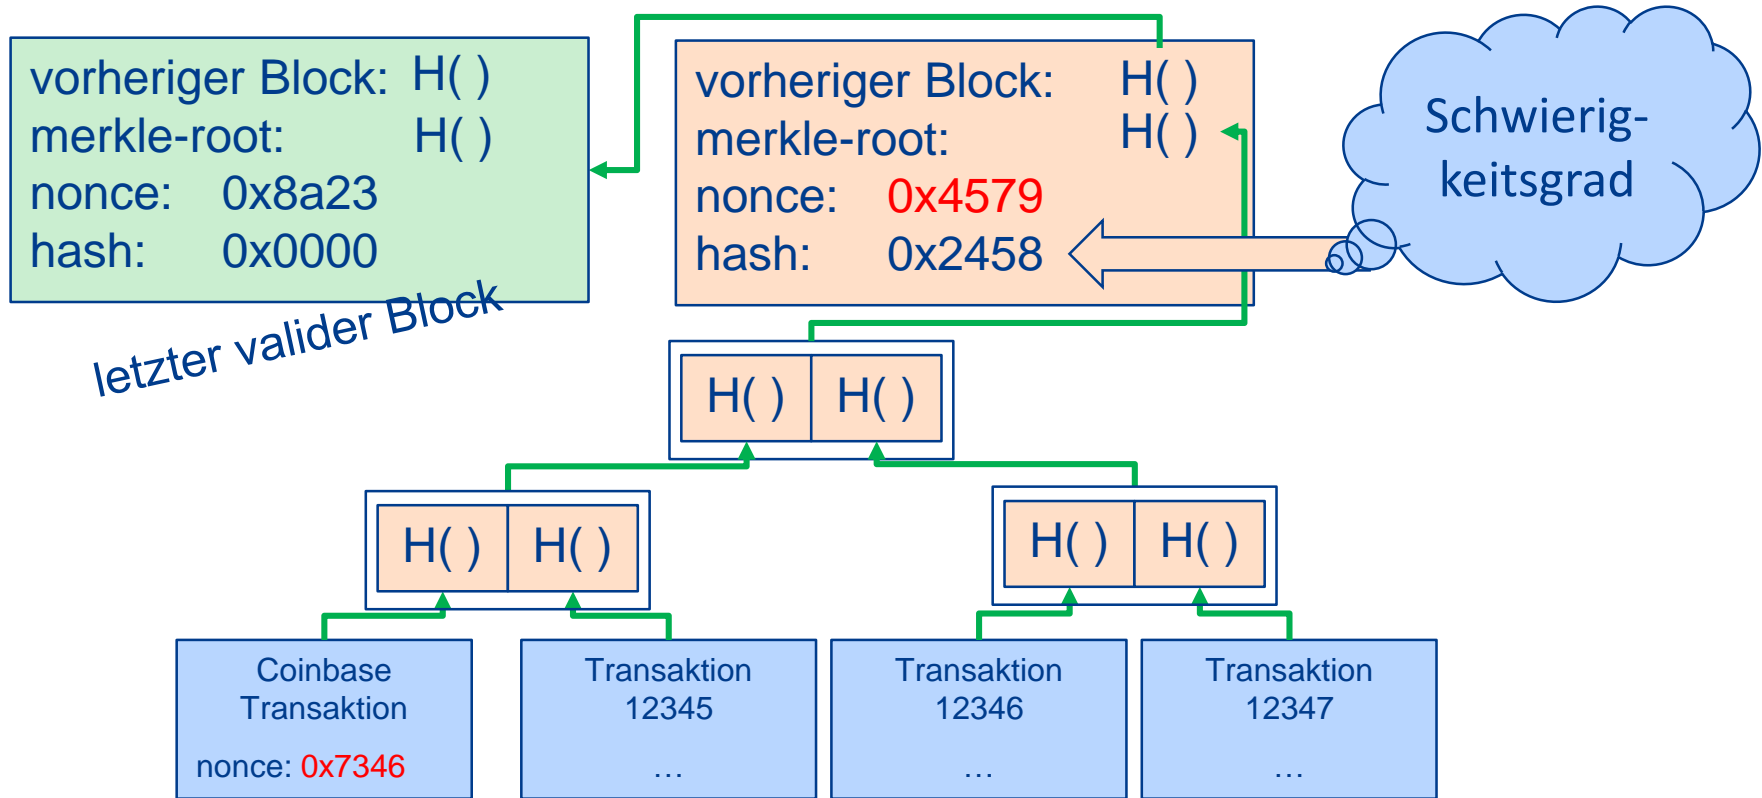 vorheriger Block: H( )
merkle-root: H( )
nonce: 0x8a23
hash: 0x0000
letzter valider Block
vorheriger Block: H( )
merkle-root: H( )
nonce: 0x4579
hash: 0x2458
Schwierig-
keitsgrad
H( ) H( )
H( ) H( )
H( ) H( )
Coinbase
Transaktion
nonce: 0x7346
Transaktion
12345
…
Transaktion
12346
…
Transaktion
12347
…